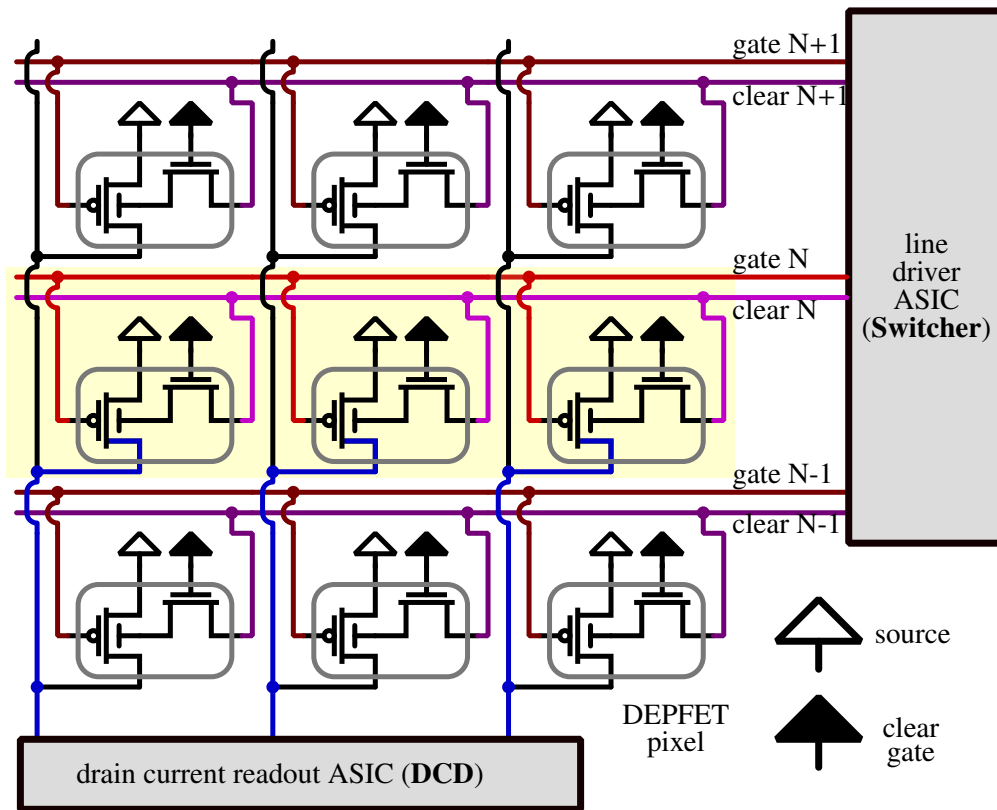 gate N+1
clear N+1
gate N
clear N
line
driver
ASIC
(Switcher)
gate N-1
clear N-1
source
DEPFET
pixel
clear
gate
drain current readout ASIC (DCD)